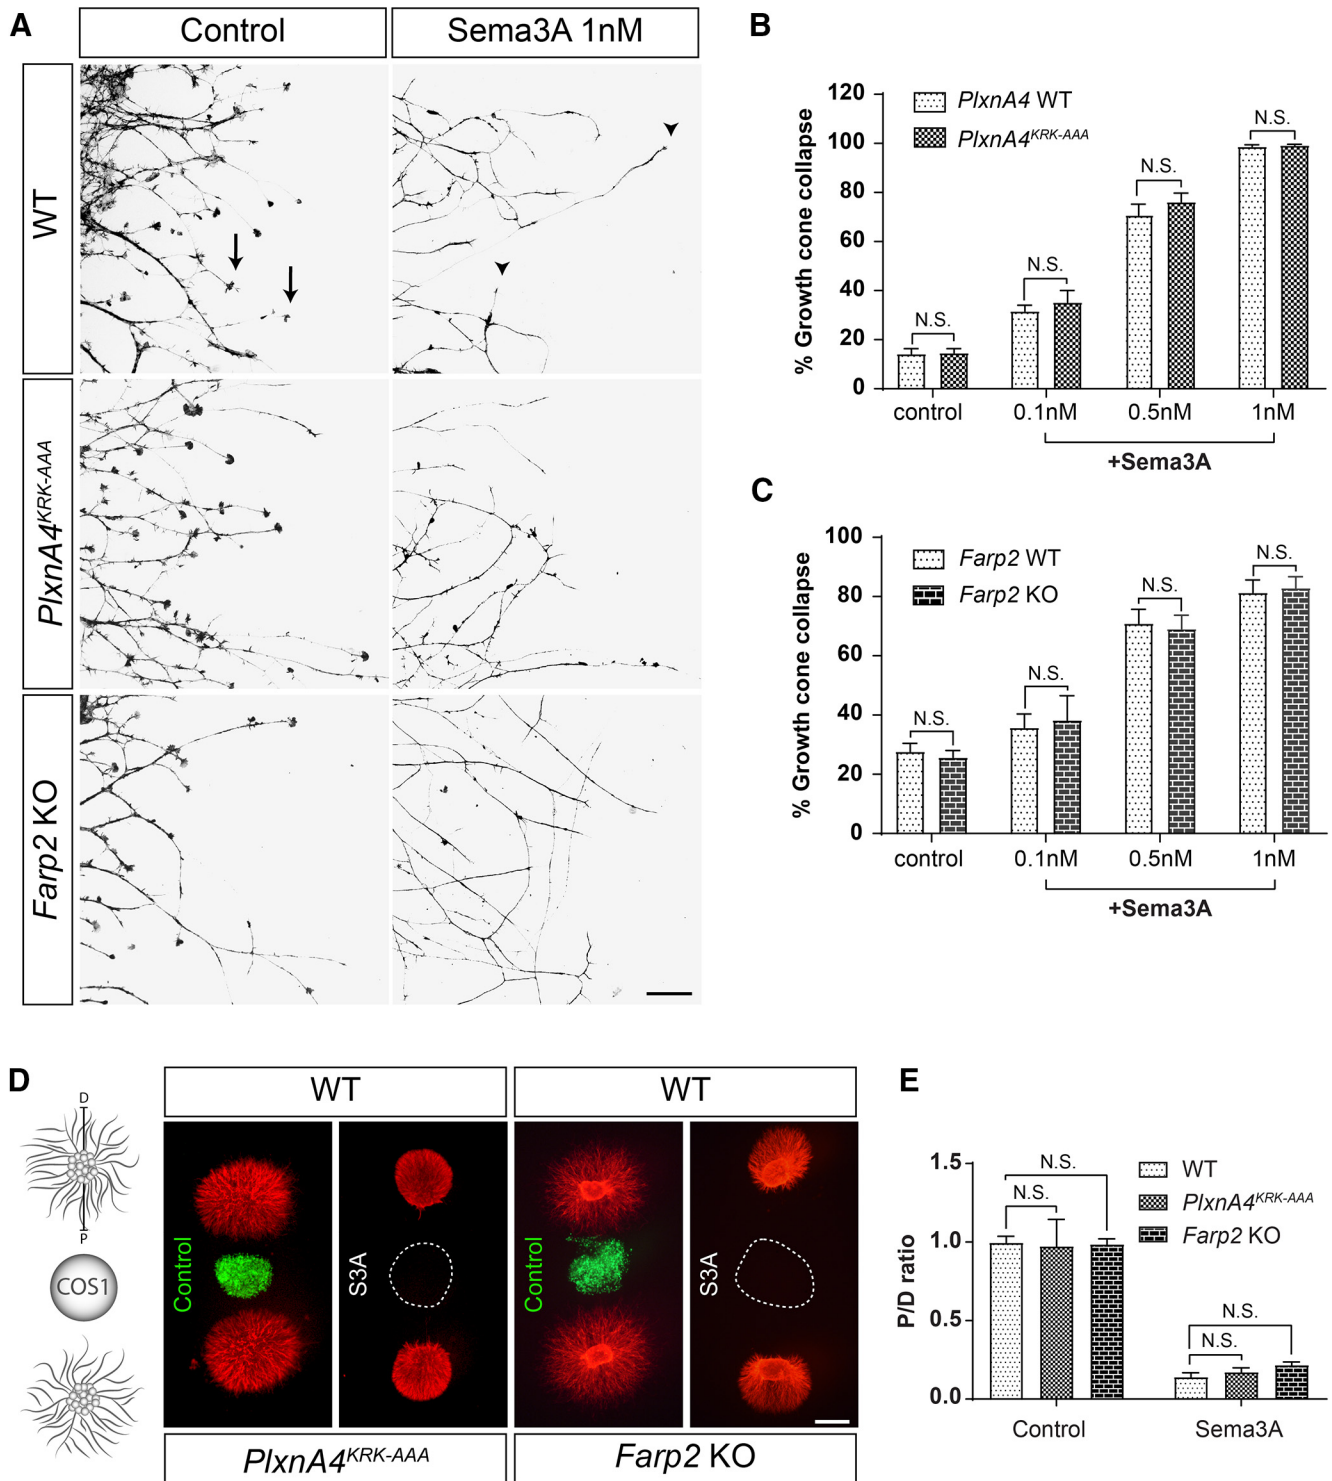 A
Control
Sema3A 1nM
WT
PlxnA4KRK-AAA
Farp2 KO
B
% Growth cone collapse
120
100
80
60
40
20
0
PlxnA4 WT
PlxnA4KRK-AAA
N.S.
N.S.
N.S.
N.S.
control
0.1nM
0.5nM
1nM
+Sema3A
C
% Growth cone collapse
100
80
60
40
20
0
Farp2 WT
Farp2 KO
N.S.
N.S.
N.S.
N.S.
control
0.1nM
0.5nM
1nM
+Sema3A
D
D
P
COS1
WT
WT
Control
S3A
Control
S3A
PlxnA4KRK-AAA
Farp2 KO
E
P/D ratio
1.5
1.0
0.5
0.0
WT
PlxnA4KRK-AAA
Farp2 KO
N.S.
N.S.
N.S.
N.S.
Control
Sema3A